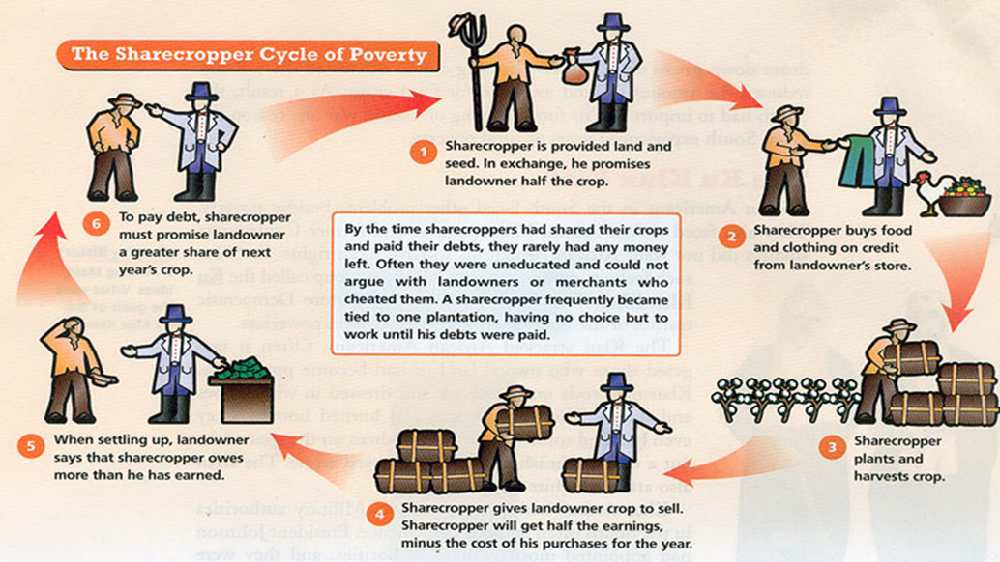 The Sharecropper Cycle of Poverty
1 Sharecropper is provided land and
seed. In exchange, he promises
landowner half the crop.
2 Sharecropper buys food
and clothing on credit
from landowner's store.
3 Sharecropper
plants and
harvests crop.
4 Sharecropper gives landowner crop to sell.
Sharecropper will get half the earnings,
minus the cost of his purchases for the year.
5 When settling up, landowner
says that sharecropper owes
more than he has earned.
6 To pay debt, sharecropper
must promise landowner
a greater share of next
year's crop.
By the time sharecroppers had shared their crops
and paid their debts, they rarely had any money
left. Often they were uneducated and could not
argue with landowners or merchants who
cheated them. A sharecropper frequently became
tied to one plantation, having no choice but to
work until his debts were paid.